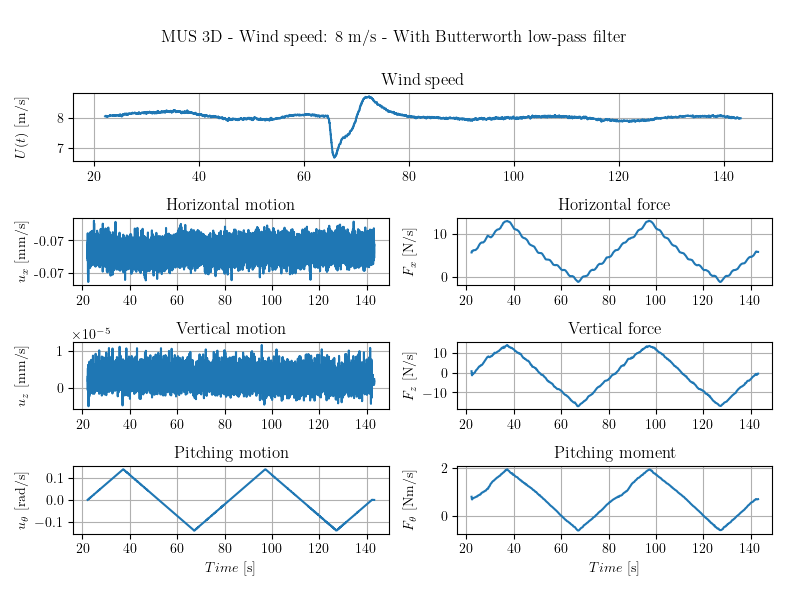 MUS 3D - Wind speed: 8 m/s - With Butterworth low-pass filter
Wind speed
U(t) [m/s]
8
7
20 40 60 80 100 120 140
Horizontal motion
u_x [mm/s]
-0.07
-0.07
20 40 60 80 100 120 140
Horizontal force
F_x [N/s]
10
0
20 40 60 80 100 120 140
Vertical motion
×10⁻⁵
u_z [mm/s]
1
0
20 40 60 80 100 120 140
Vertical force
F_z [N/s]
10
0
−10
20 40 60 80 100 120 140
Pitching motion
u_θ [rad/s]
0.1
0.0
−0.1
20 40 60 80 100 120 140
Time [s]
Pitching moment
F_θ [Nm/s]
2
0
20 40 60 80 100 120 140
Time [s]